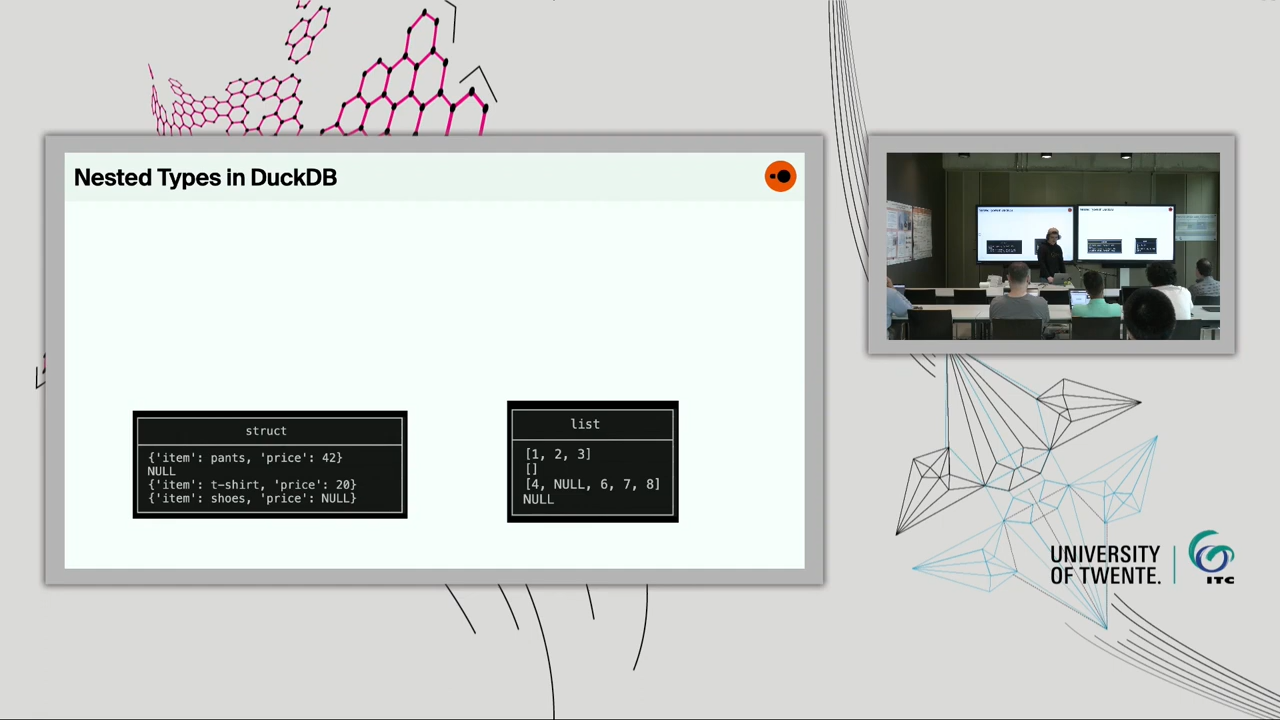 Nested Types in DuckDB
struct
{'item': pants, 'price': 42}
NULL
{'item': t-shirt, 'price': 20}
{'item': shoes, 'price': NULL}
list
[1, 2, 3]
[]
[4, NULL, 6, 7, 8]
NULL
UNIVERSITY
OF TWENTE.
ITC